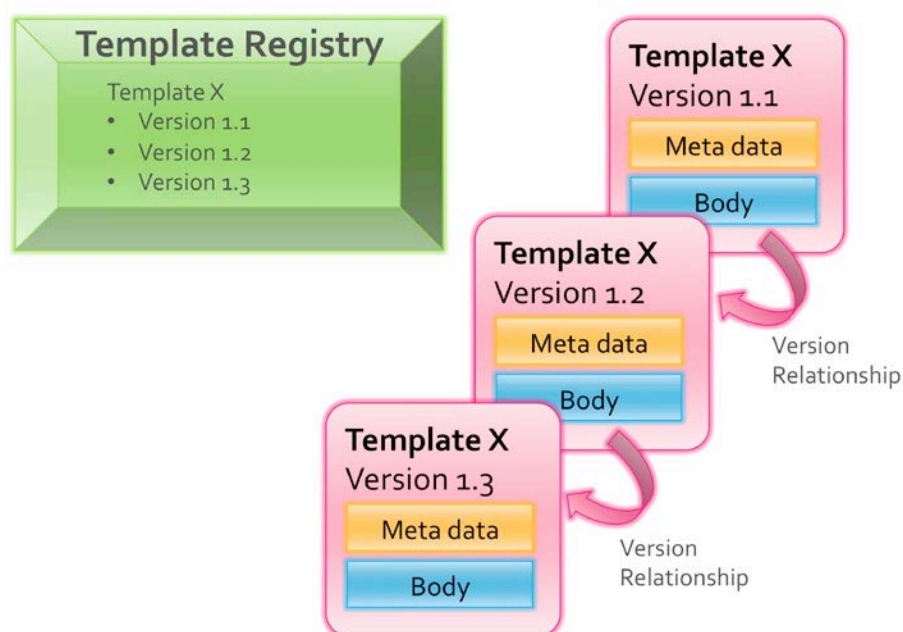 Template Registry
Template X
• Version 1.1
• Version 1.2
• Version 1.3
Template X
Version 1.1
Meta data
Body
Template X
Version 1.2
Meta data
Body
Version
Relationship
Template X
Version 1.3
Meta data
Body
Version
Relationship